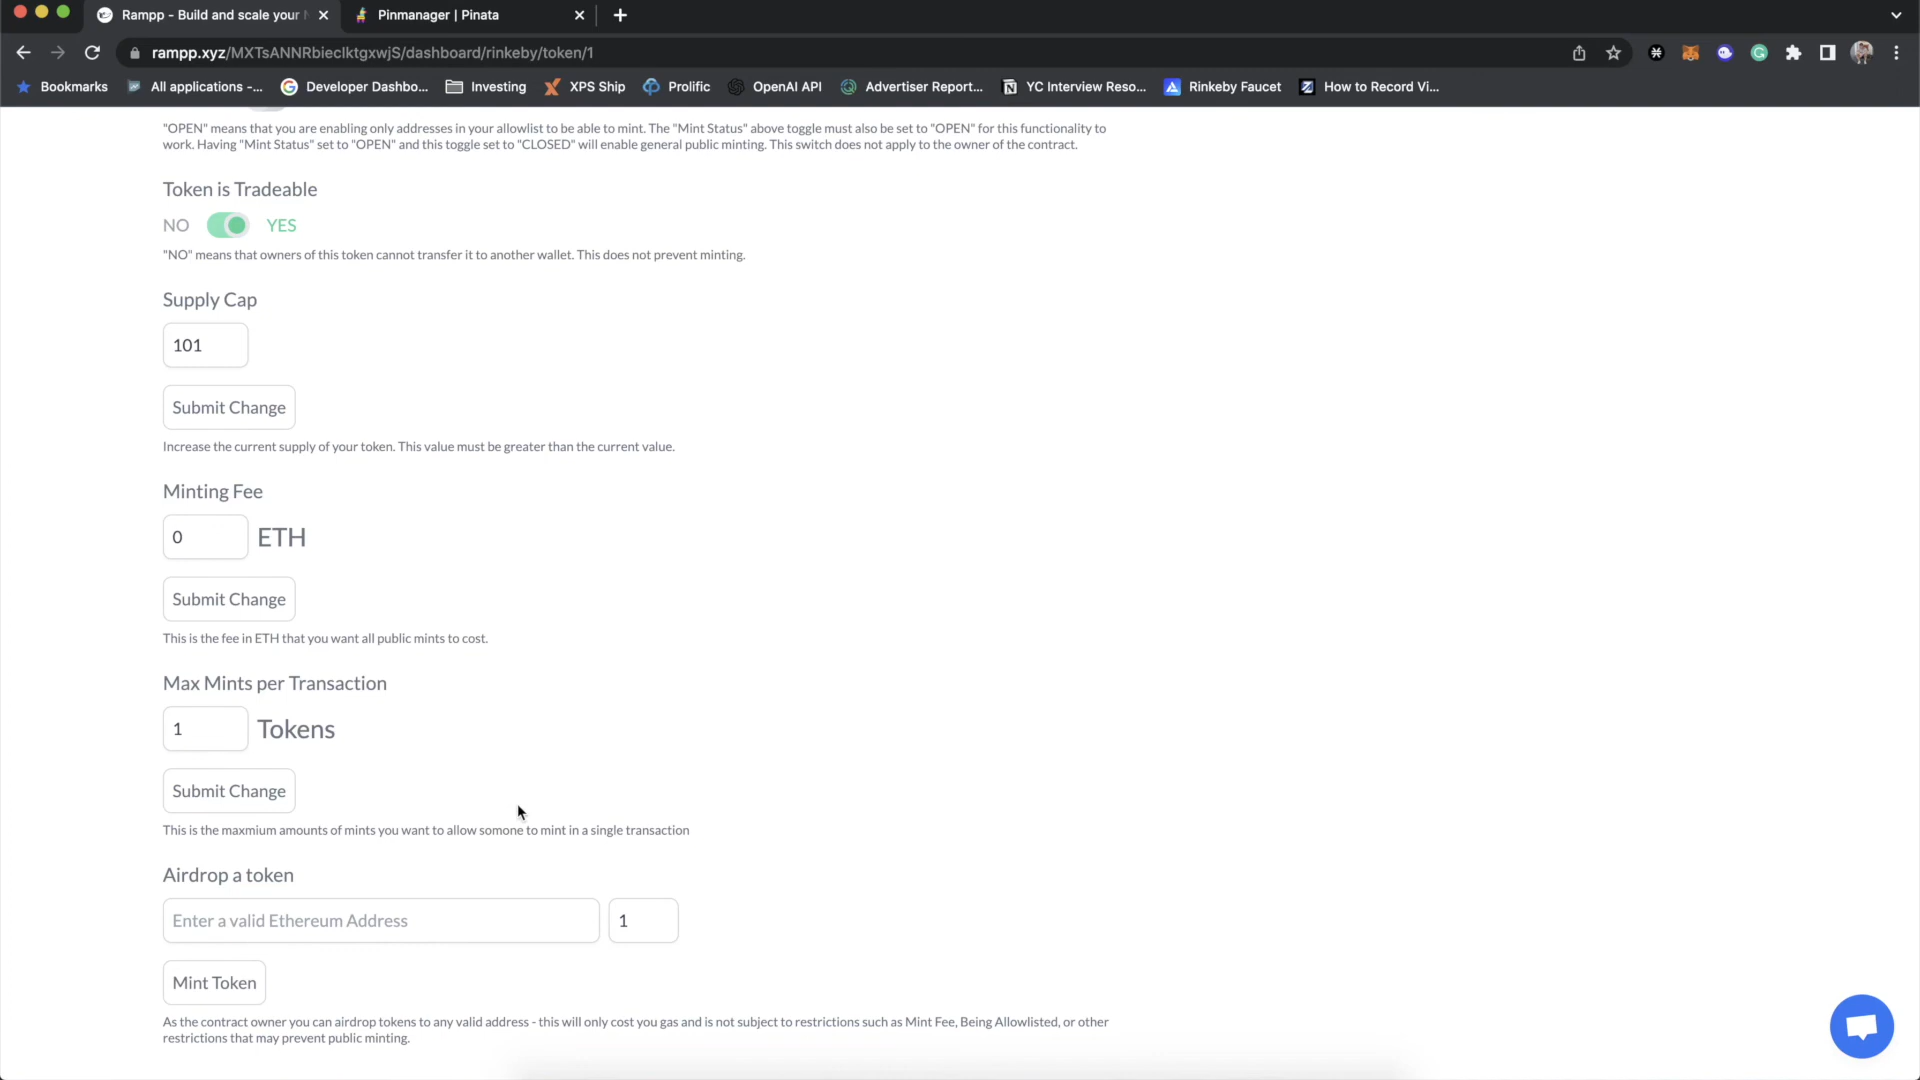 Rampp - Build and scale your
Pinmanager | Pinata
rampp.xyz/MXTsANNRbiecIktgxwjS/dashboard/rinkeby/token/1
Bookmarks
All applications -...
Developer Dashbo...
Investing
XPS Ship
Prolific
OpenAI API
Advertiser Report...
YC Interview Reso...
Rinkeby Faucet
How to Record Vi...
"OPEN" means that you are enabling only addresses in your allowlist to be able to mint. The "Mint Status" above toggle must also be set to "OPEN" for this functionality to
work. Having "Mint Status" set to "OPEN" and this toggle set to "CLOSED" will enable general public minting. This switch does not apply to the owner of the contract.
Token is Tradeable
NO YES
"NO" means that owners of this token cannot transfer it to another wallet. This does not prevent minting.
Supply Cap
101
Submit Change
Increase the current supply of your token. This value must be greater than the current value.
Minting Fee
0 ETH
Submit Change
This is the fee in ETH that you want all public mints to cost.
Max Mints per Transaction
1 Tokens
Submit Change
This is the maxmium amounts of mints you want to allow somone to mint in a single transaction
Airdrop a token
Enter a valid Ethereum Address 1
Mint Token
As the contract owner you can airdrop tokens to any valid address - this will only cost you gas and is not subject to restrictions such as Mint Fee, Being Allowlisted, or other
restrictions that may prevent public minting.